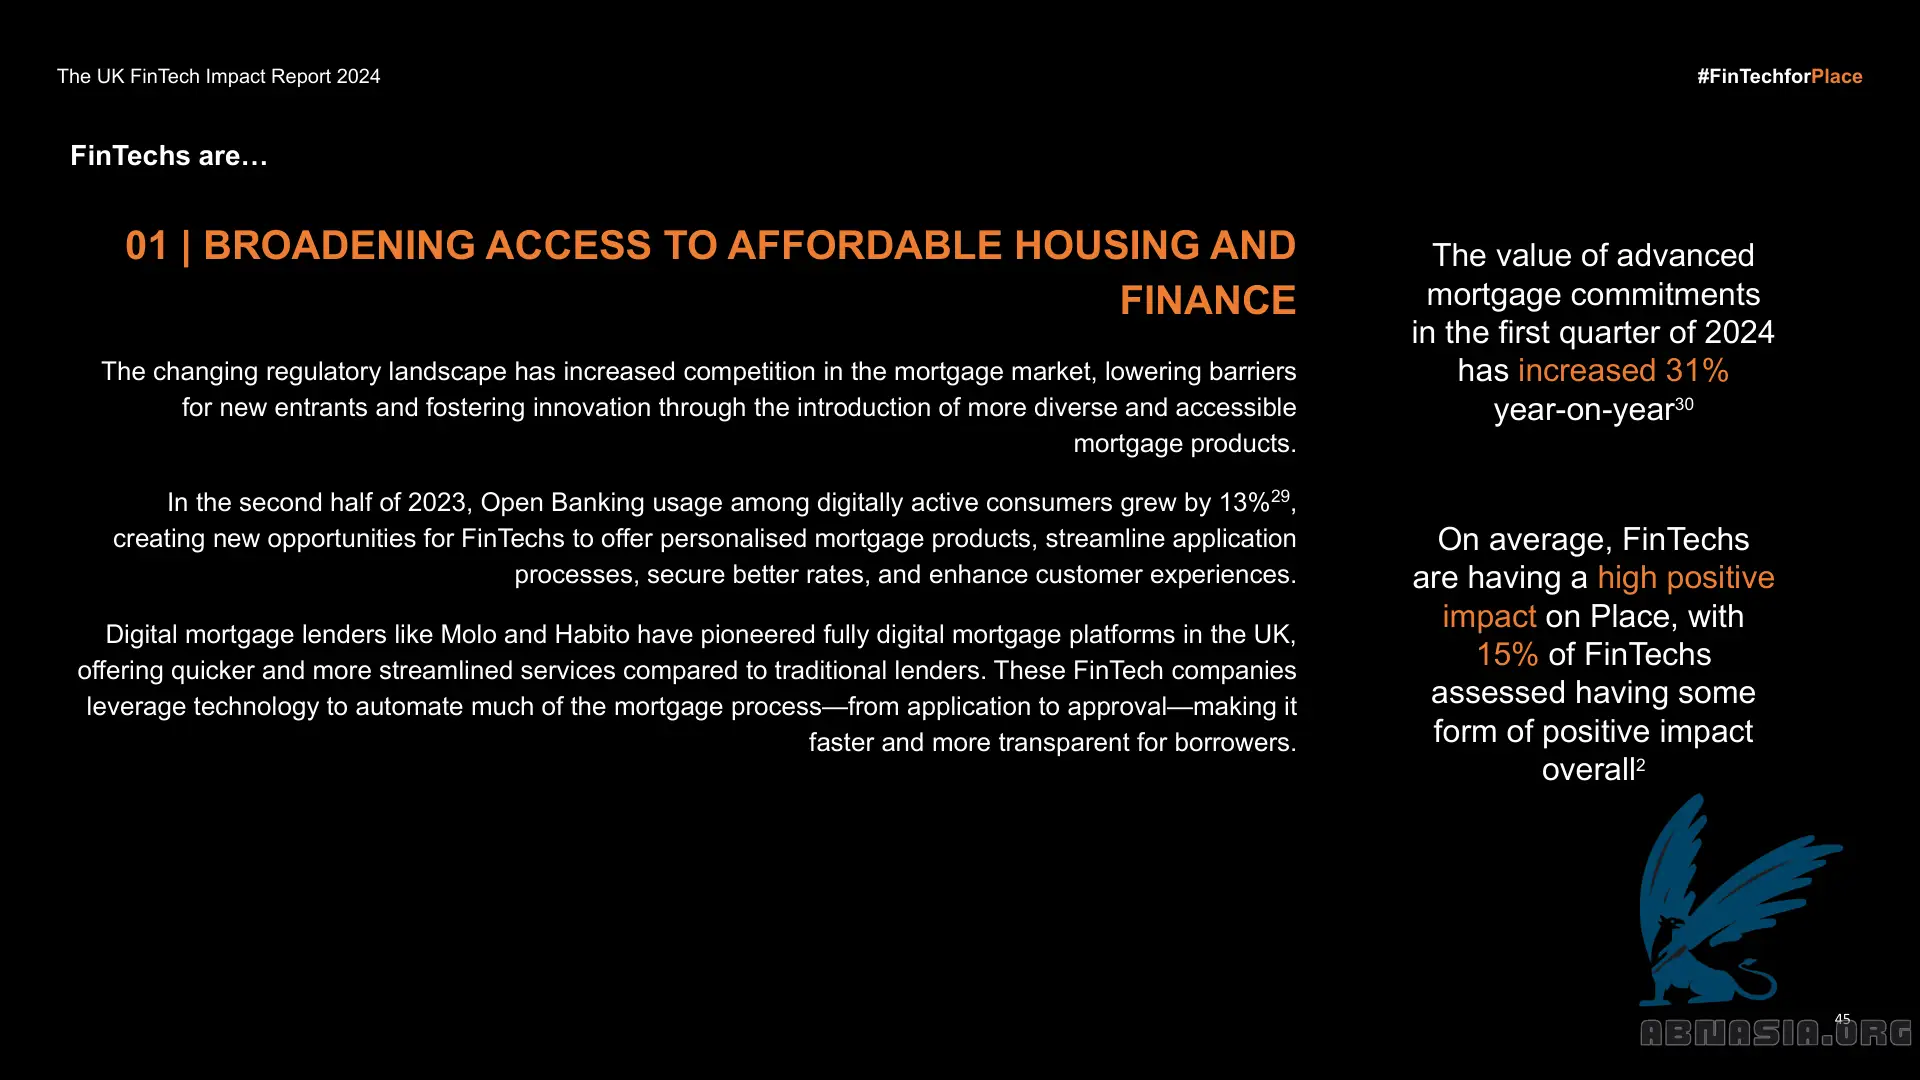 The UK FinTech Impact Report 2024
#FinTechforPlace
FinTechs are…
01 | BROADENING ACCESS TO AFFORDABLE HOUSING AND
FINANCE
The changing regulatory landscape has increased competition in the mortgage market, lowering barriers
for new entrants and fostering innovation through the introduction of more diverse and accessible
mortgage products.
In the second half of 2023, Open Banking usage among digitally active consumers grew by 13%²⁹,
creating new opportunities for FinTechs to offer personalised mortgage products, streamline application
processes, secure better rates, and enhance customer experiences.
Digital mortgage lenders like Molo and Habito have pioneered fully digital mortgage platforms in the UK,
offering quicker and more streamlined services compared to traditional lenders. These FinTech companies
leverage technology to automate much of the mortgage process—from application to approval—making it
faster and more transparent for borrowers.
The value of advanced
mortgage commitments
in the first quarter of 2024
has increased 31%
year-on-year³⁰
On average, FinTechs
are having a high positive
impact on Place, with
15% of FinTechs
assessed having some
form of positive impact
overall²
45
ABNASIA.ORG